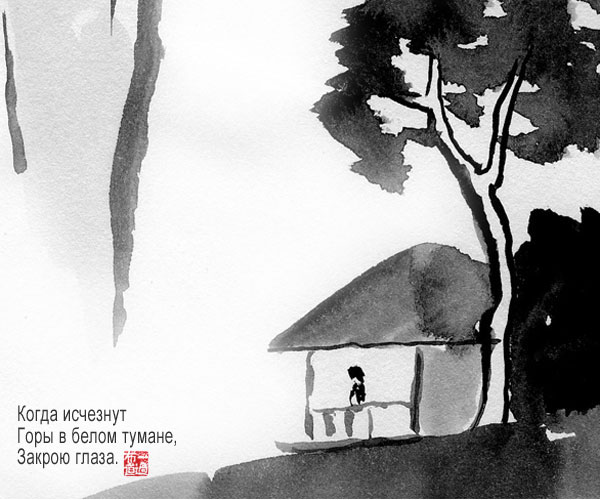 Когда исчезнут
Горы в белом тумане,
Закрою глаза.